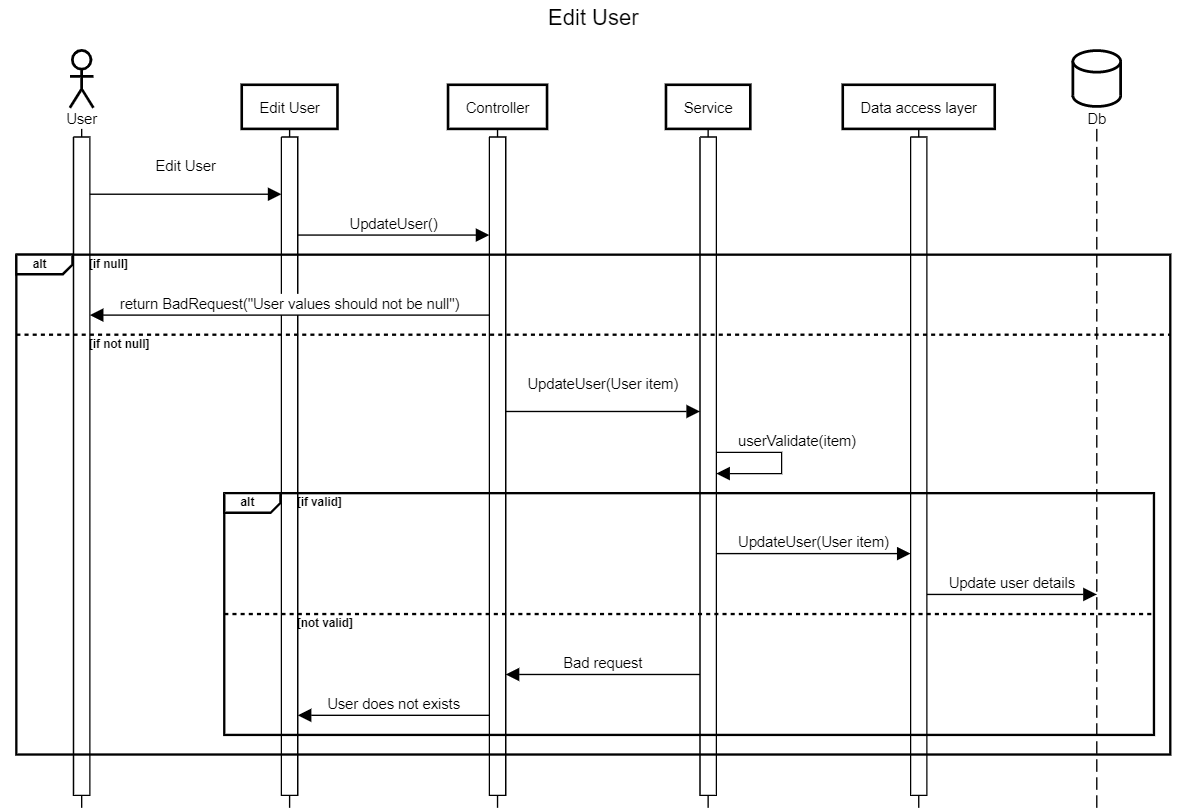 Edit User
User
Edit User
Controller
Service
Data access layer
Db
Edit User
UpdateUser()
alt
[if null]
return BadRequest("User values should not be null")
[if not null]
UpdateUser(User item)
userValidate(item)
alt
[if valid]
UpdateUser(User item)
Update user details
[not valid]
Bad request
User does not exists